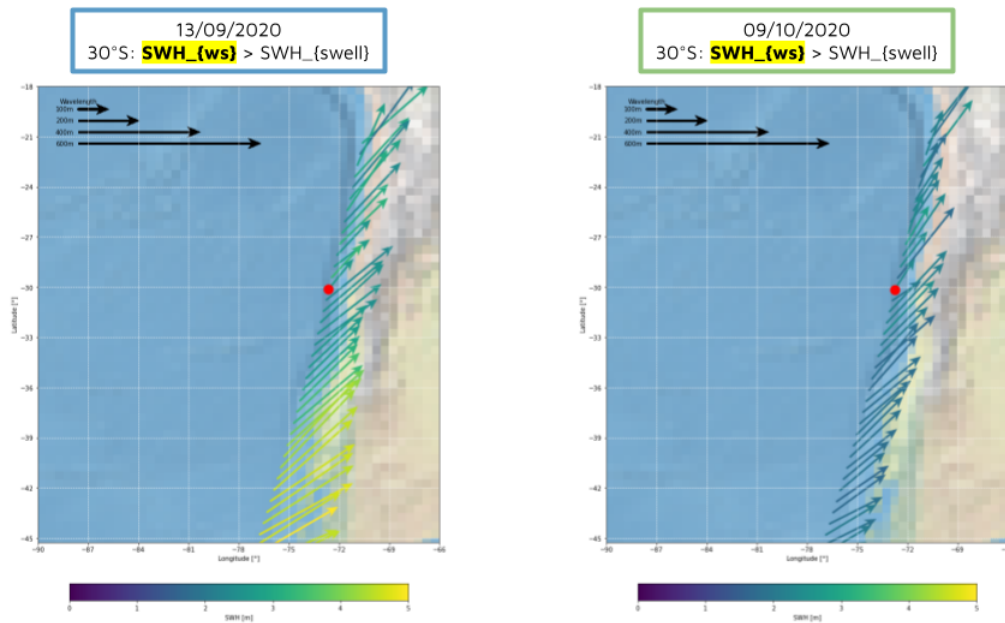 13/09/2020
30°S: SWH_{ws} > SWH_{swell}
09/10/2020
30°S: SWH_{ws} > SWH_{swell}
Wavelength
100m
200m
400m
600m
-18
-21
-24
-27
-30
-33
-36
-39
-42
-45
Latitude [°]
-90
-87
-84
-81
-78
-75
-72
-69
-66
Longitude [°]
0
1
2
3
4
5
SWH [m]
Wavelength
100m
200m
400m
600m
-18
-21
-24
-27
-30
-33
-36
-39
-42
-45
Latitude [°]
-90
-87
-84
-81
-78
-75
-72
-69
Longitude [°]
0
1
2
3
4
5
SWH [m]